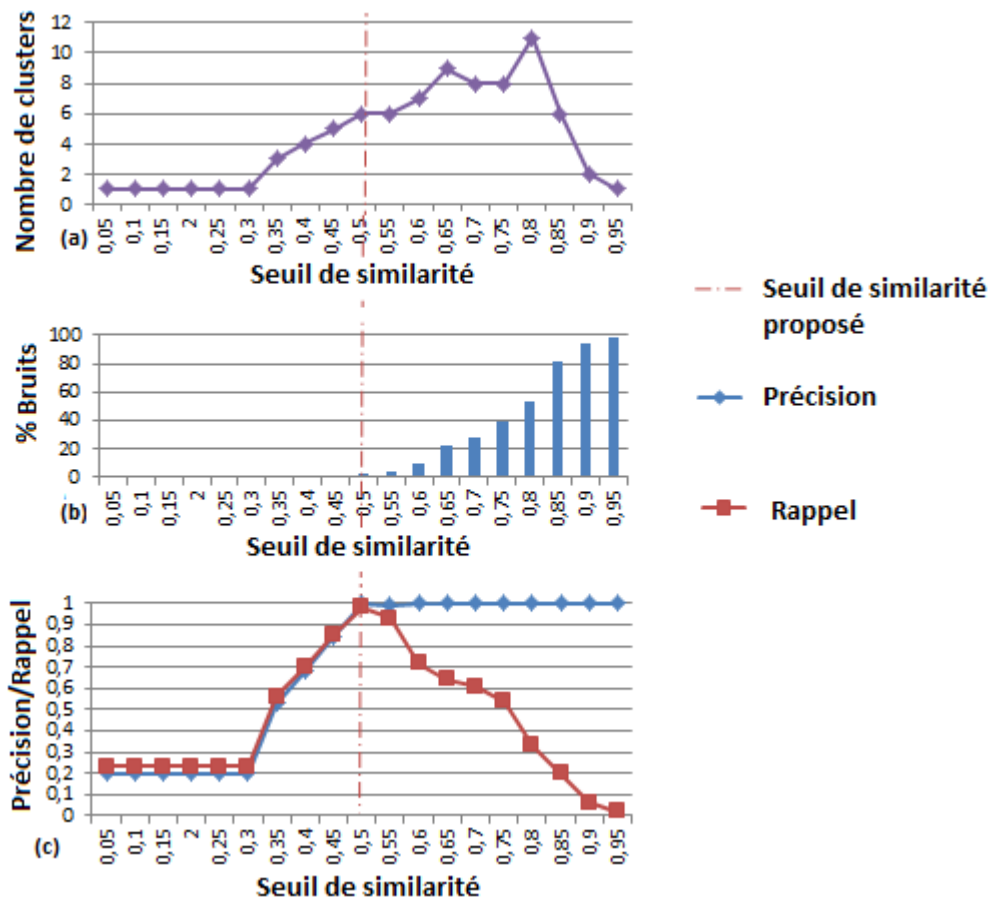 Nombre de clusters
12
10
8
6
4
2
0
0,05 0,1 0,15 2 0,25 0,3 0,35 0,4 0,45 0,5 0,55 0,6 0,65 0,7 0,75 0,8 0,85 0,9 0,95
(a)
Seuil de similarité
% Bruits
100
80
60
40
20
0
0,05 0,1 0,15 2 0,25 0,3 0,35 0,4 0,45 0,5 0,55 0,6 0,65 0,7 0,75 0,8 0,85 0,9 0,95
(b)
Seuil de similarité
Précision/Rappel
1
0,9
0,8
0,7
0,6
0,5
0,4
0,3
0,2
0,1
0
0,05 0,1 0,15 2 0,25 0,3 0,35 0,4 0,45 0,5 0,55 0,6 0,65 0,7 0,75 0,8 0,85 0,9 0,95
(c)
Seuil de similarité
Seuil de similarité
proposé
Précision
Rappel